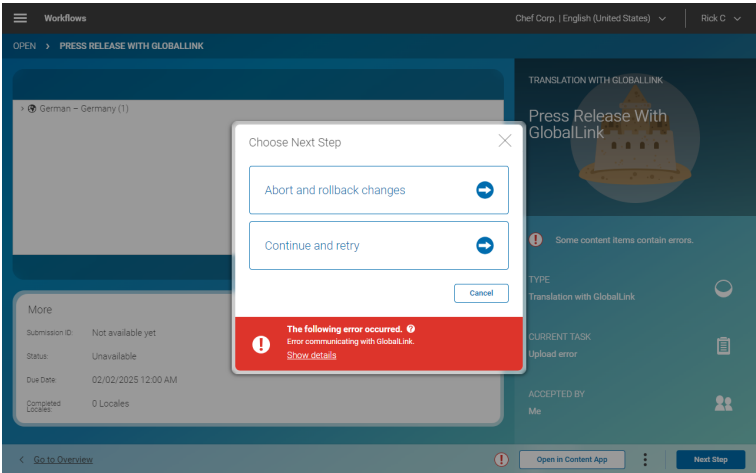 Workflows
Chef Corp. | English (United States)
Rick C
OPEN > PRESS RELEASE WITH GLOBALLINK
> German – Germany (1)
More
Submission ID: Not available yet
Status: Unavailable
Due Date: 02/02/2025 12:00 AM
Completed Locales: 0 Locales
Choose Next Step
Abort and rollback changes
Continue and retry
Cancel
The following error occurred.
Error communicating with GlobalLink.
Show details
TRANSLATION WITH GLOBALLINK
Press Release With
GlobalLink
Some content items contain errors.
TYPE
Translation with GlobalLink
CURRENT TASK
Upload error
ACCEPTED BY
Me
< Go to Overview
Open in Content App
Next Step